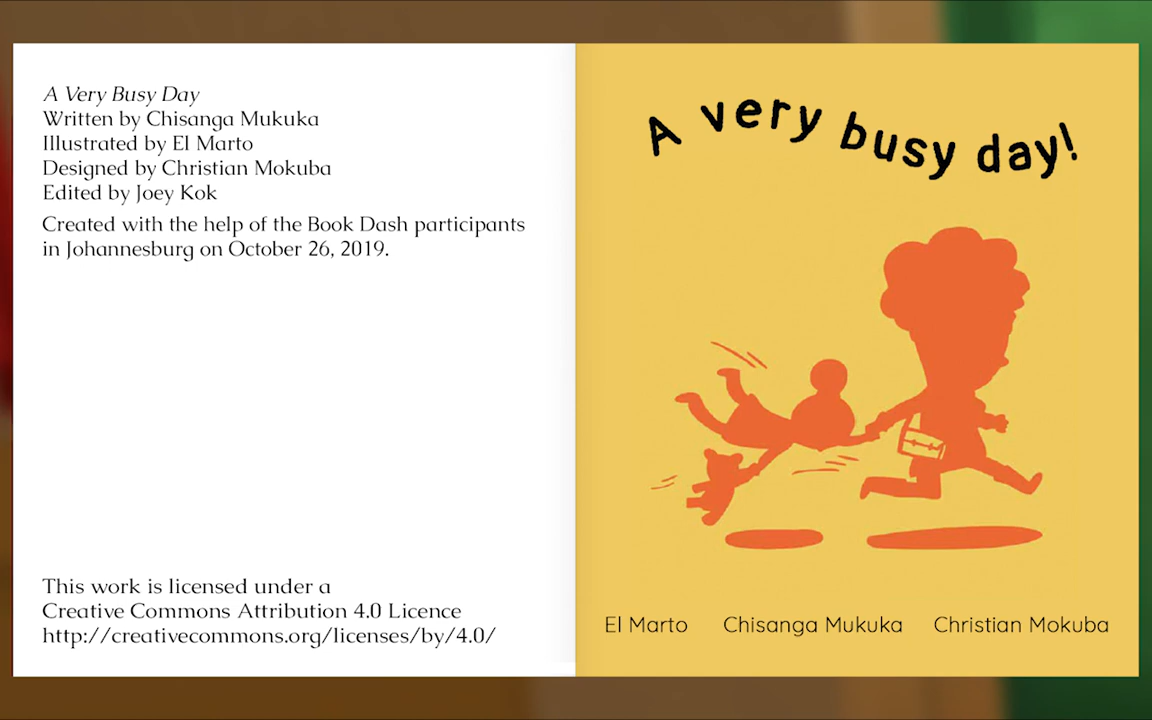 A Very Busy Day
Written by Chisanga Mukuka
Illustrated by El Marto
Designed by Christian Mokuba
Edited by Joey Kok
Created with the help of the Book Dash participants
in Johannesburg on October 26, 2019.
This work is licensed under a
Creative Commons Attribution 4.0 Licence
http://creativecommons.org/licenses/by/4.0/
A very busy day!
El Marto Chisanga Mukuka Christian Mokuba